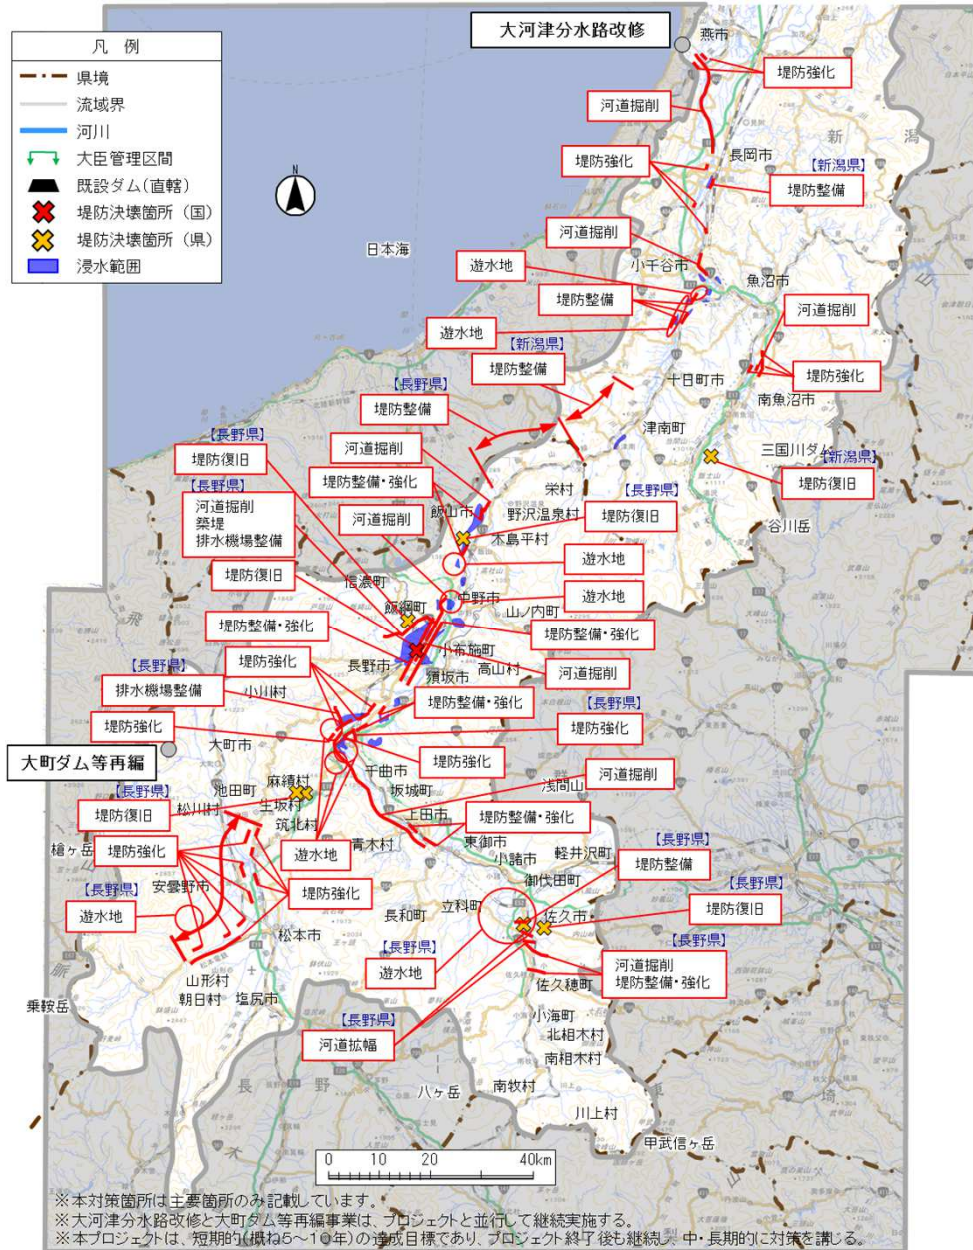 凡 例
県境
流域界
河川
大臣管理区間
既設ダム(直轄)
堤防決壊箇所(国)
堤防決壊箇所(県)
浸水範囲
N
日本海
大河津分水路改修
燕市
堤防強化
河道掘削
新
潟
長岡市
堤防強化
【新潟県】
堤防整備
河道掘削
小千谷市
魚沼市
遊水地
堤防整備
河道掘削
遊水地
【新潟県】
堤防整備
堤防強化
十日町市
南魚沼市
【長野県】
堤防整備
津南町
三国川ダム
【新潟県】
堤防復旧
【長野県】
堤防復旧
河道掘削
堤防整備・強化
栄村
飯山市
野沢温泉村
【長野県】
堤防復旧
谷川岳
【長野県】
河道掘削
築堤
排水機場整備
河道掘削
木島平村
遊水地
堤防復旧
信濃町
中野市
遊水地
飯綱町
山ノ内町
堤防整備・強化
堤防整備・強化
小布施町
長野市
高山村
河道掘削
須坂市
堤防強化
【長野県】
排水機場整備
小川村
堤防整備・強化
【長野県】
堤防強化
堤防強化
大町市
堤防強化
大町ダム等再編
千曲市
麻績村
池田町
坂城町
浅間山
河道掘削
【長野県】
堤防復旧
松川村
生坂村
筑北村
上田市
堤防整備・強化
槍ヶ岳
堤防強化
遊水地
青木村
東御市
小諸市
軽井沢町
【長野県】
堤防整備
御代田町
安曇野市
堤防強化
【長野県】
遊水地
立科町
長和町
佐久市
【長野県】
堤防復旧
松本市
【長野県】
遊水地
【長野県】
河道掘削
堤防整備・強化
山形村
朝日村
塩尻市
佐久穂町
乗鞍岳
【長野県】
河道拡幅
小海町
北相木村
南相木村
長
野
八ヶ岳
南牧村
川上村
埼
甲武信ヶ岳
木
0 10 20 40km
※本対策箇所は主要箇所のみ記載しています。
※大河津分水路改修と大町ダム等再編事業は、プロジェクトと並行して継続実施する。
※本プロジェクトは、短期的(概ね5~10年)の達成目標であり、プロジェクト終了後も継続し、中・長期的に対策を講じる。